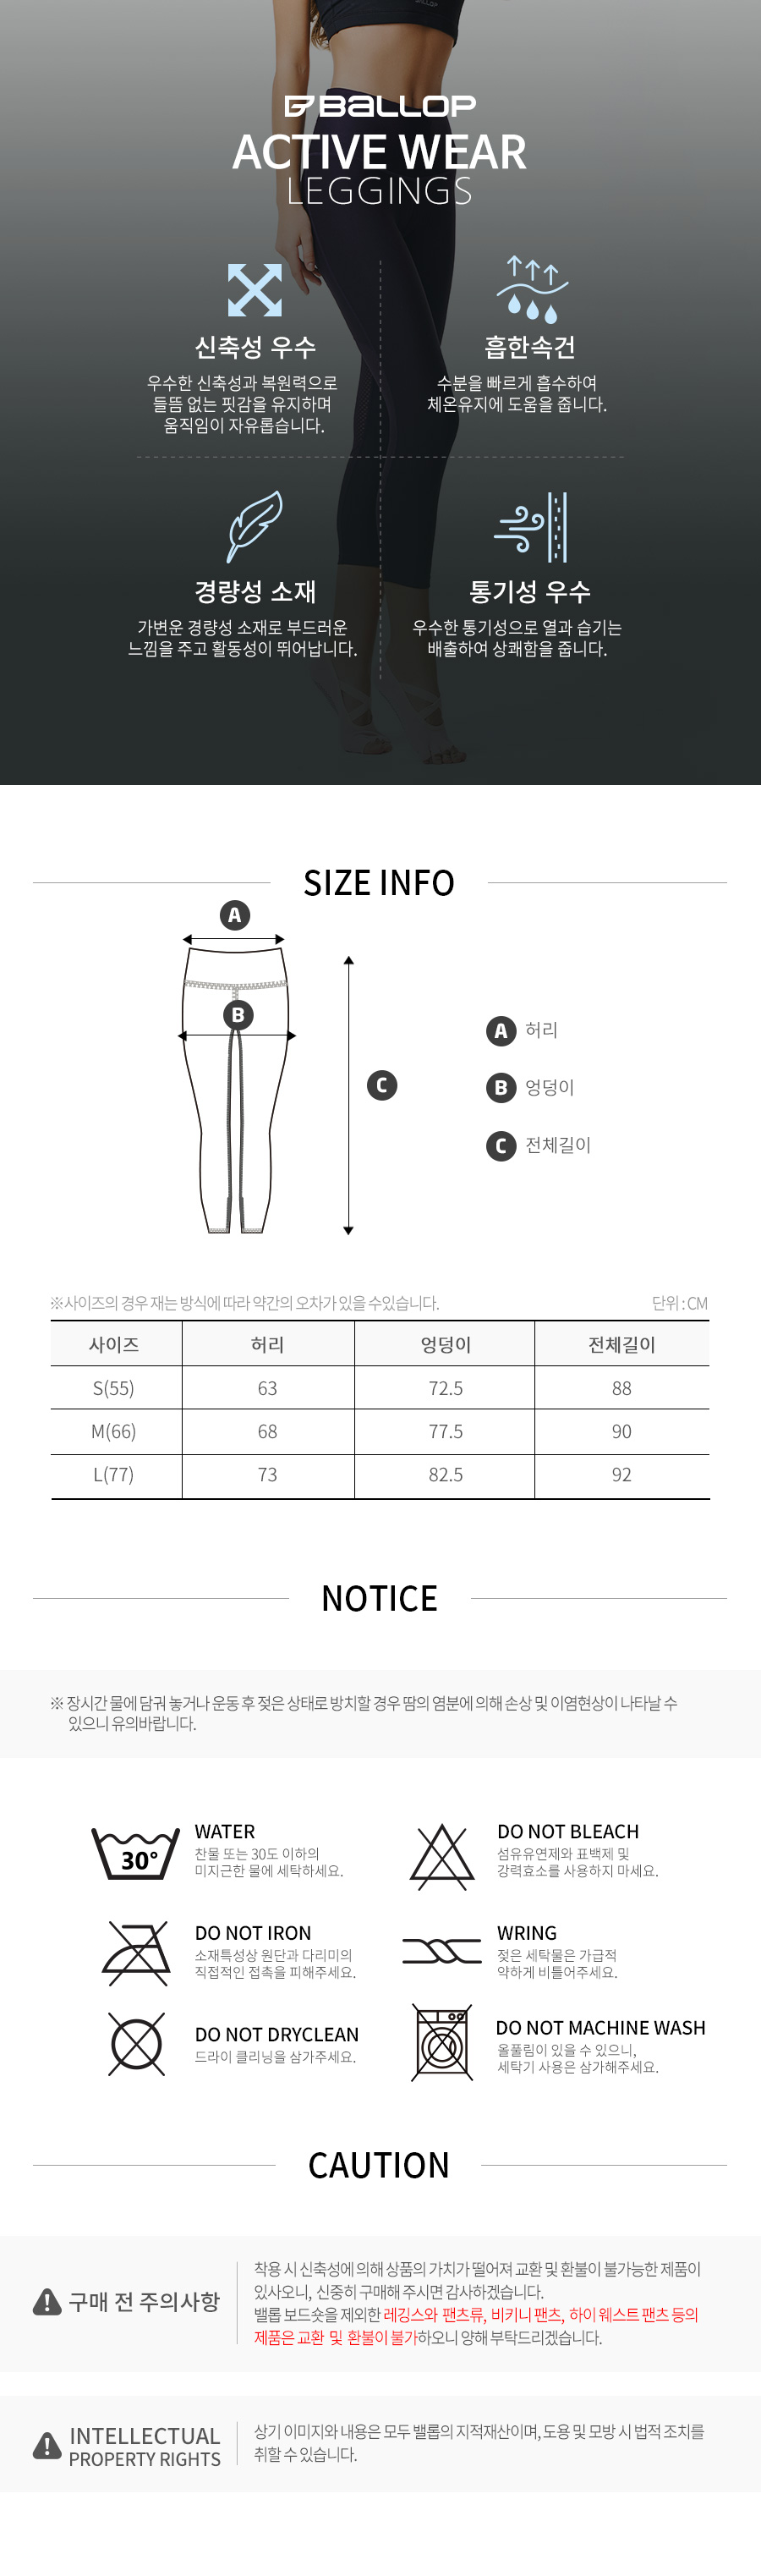 BALLOP
ACTIVE WEAR
LEGGINGS
신축성 우수
우수한 신축성과 복원력으로
들뜸 없는 핏감을 유지하며
움직임이 자유롭습니다.
흡한속건
수분을 빠르게 흡수하여
체온유지에 도움을 줍니다.
경량성 소재
가변운 경량성 소재로 부드러운
느낌을 주고 활동성이 뛰어납니다.
통기성 우수
우수한 통기성으로 열과 습기는
배출하여 상쾌함을 줍니다.
SIZE INFO
A
B
C
A 허리
B 엉덩이
C 전체길이
※사이즈의 경우 재는 방식에 따라 약간의 오차가 있을 수있습니다. 단위 : CM
사이즈 허리 엉덩이 전체길이
S(55) 63 72.5 88
M(66) 68 77.5 90
L(77) 73 82.5 92
NOTICE
※ 장시간 물에 담궈 놓거나 운동 후 젖은 상태로 방치할 경우 땀의 염분에 의해 손상 및 이염현상이 나타날 수
있으니 유의바랍니다.
30°
WATER
찬물 또는 30도 이하의
미지근한 물에 세탁하세요.
DO NOT BLEACH
섬유유연제와 표백제 및
강력효소를 사용하지 마세요.
DO NOT IRON
소재특성상 원단과 다리미의
직접적인 접촉을 피해주세요.
WRING
젖은 세탁물은 가급적
약하게 비틀어주세요.
DO NOT DRYCLEAN
드라이 클리닝을 삼가주세요.
DO NOT MACHINE WASH
올풀림이 있을 수 있으니,
세탁기 사용은 삼가해주세요.
CAUTION
구매 전 주의사항
착용 시 신축성에 의해 상품의 가치가 떨어져 교환 및 환불이 불가능한 제품이
있사오니, 신중히 구매해 주시면 감사하겠습니다.
밸롭 보드숏을 제외한 레깅스와 팬츠류, 비키니 팬츠, 하이 웨스트 팬츠 등의
제품은 교환 및 환불이 불가하오니 양해 부탁드리겠습니다.
INTELLECTUAL
PROPERTY RIGHTS
상기 이미지와 내용은 모두 밸롭의 지적재산이며, 도용 및 모방 시 법적 조치를
취할 수 있습니다.